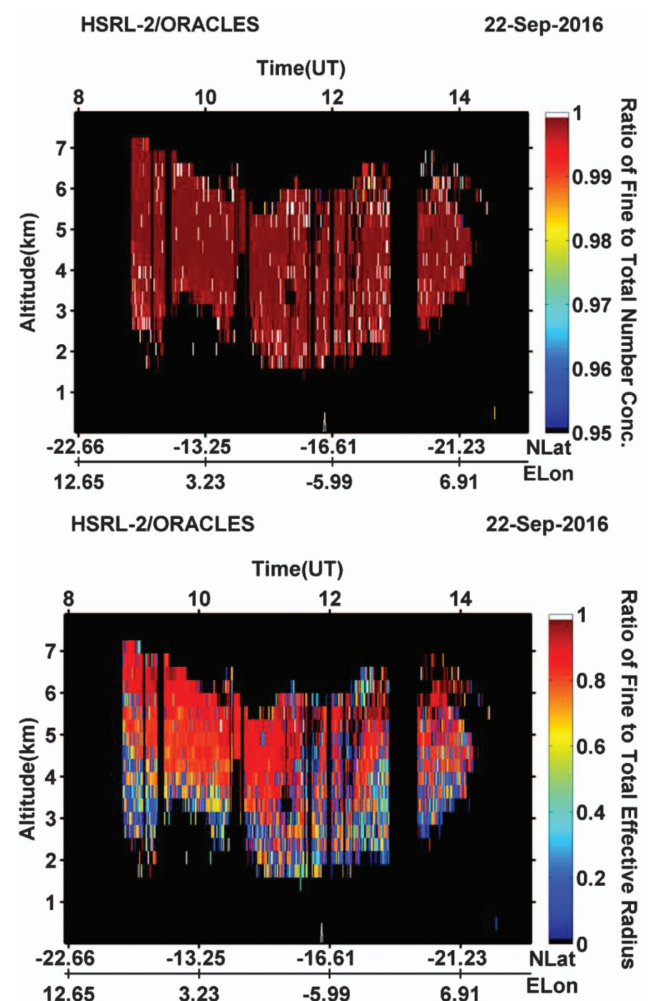 HSRL-2/ORACLES 22-Sep-2016
Time(UT)
8 10 12 14
Altitude(km)
7
6
5
4
3
2
1
1
0.99
0.98
0.97
0.96
0.95
Ratio of Fine to Total Number Conc.
-22.66 -13.25 -16.61 -21.23 NLat
12.65 3.23 -5.99 6.91 ELon
HSRL-2/ORACLES 22-Sep-2016
Time(UT)
8 10 12 14
Altitude(km)
7
6
5
4
3
2
1
1
0.8
0.6
0.4
0.2
0
Ratio of Fine to Total Effective Radius
-22.66 -13.25 -16.61 -21.23 NLat
12.65 3.23 -5.99 6.91 ELon